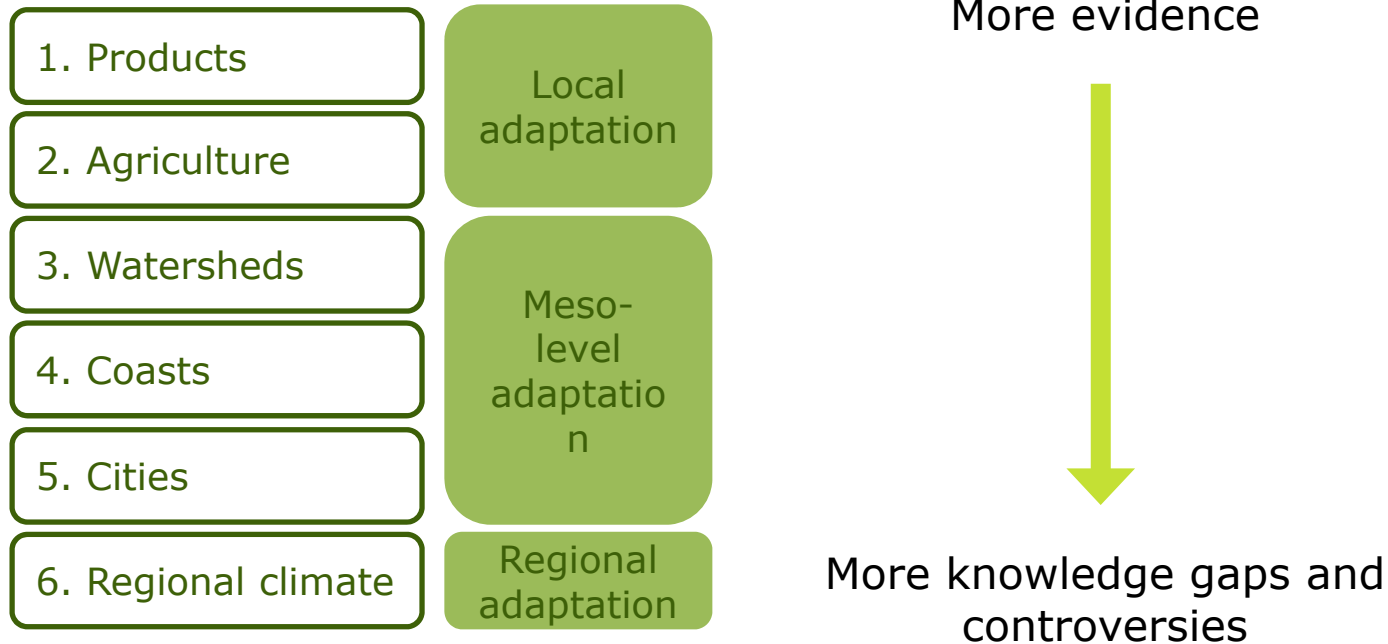 1. Products
2. Agriculture
3. Watersheds
4. Coasts
5. Cities
6. Regional climate
Local
adaptation
Meso-
level
adaptatio
n
Regional
adaptation
More evidence
More knowledge gaps and
controversies